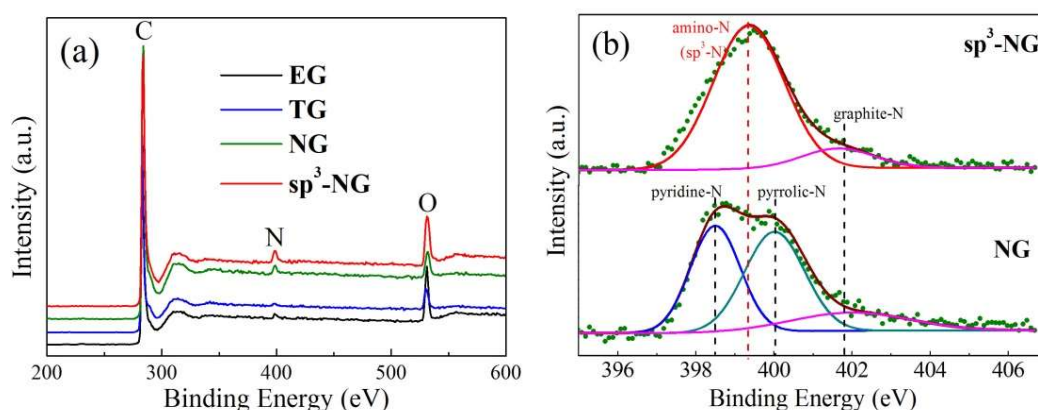 (a)
C
N
O
EG
TG
NG
sp³-NG
Intensity (a.u.)
200 300 400 500 600
Binding Energy (eV)
(b)
amino-N
(sp³-N)
sp³-NG
graphite-N
pyridine-N
pyrrolic-N
NG
Intensity (a.u.)
396 398 400 402 404 406
Binding Energy (eV)